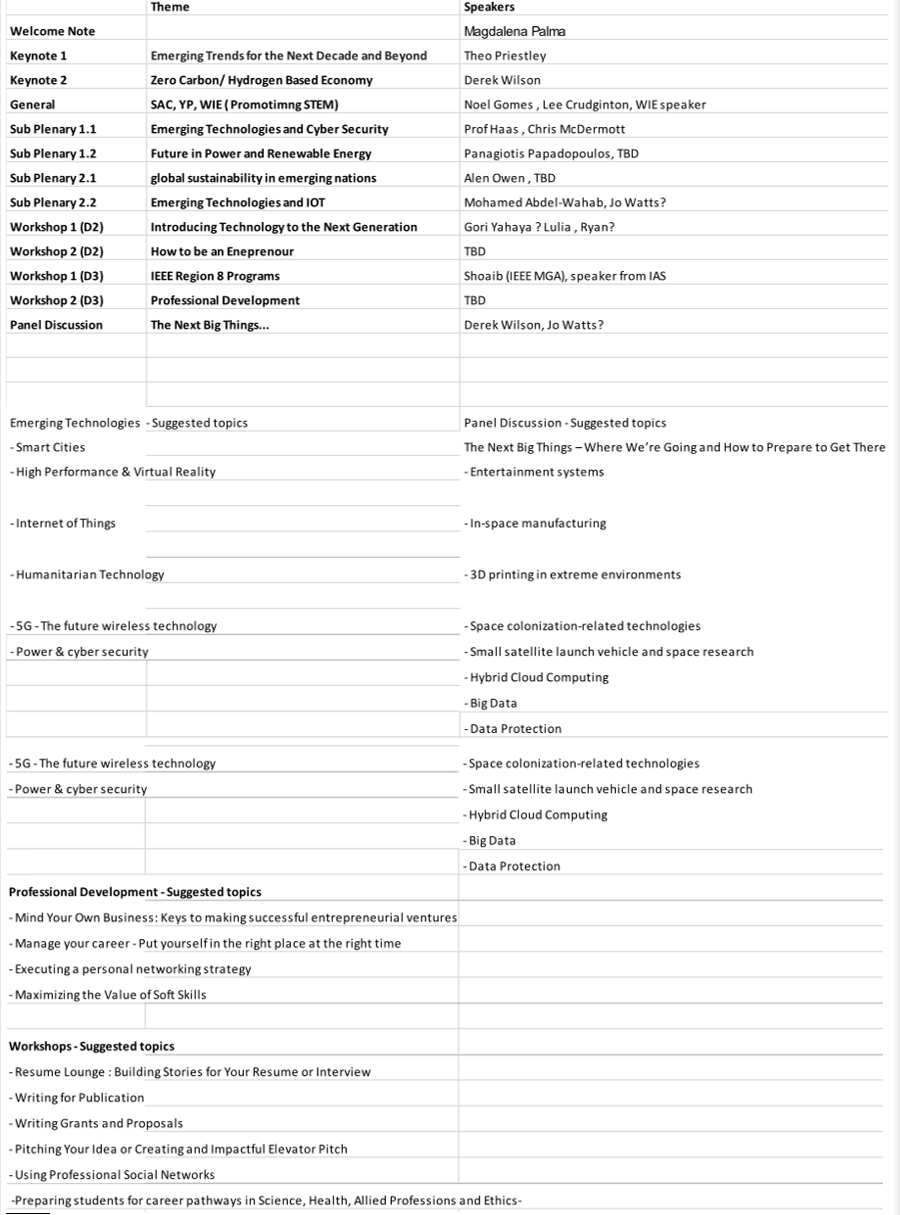 Theme Speakers
Welcome Note Magdalena Palma
Keynote 1 Emerging Trends for the Next Decade and Beyond Theo Priestley
Keynote 2 Zero Carbon/ Hydrogen Based Economy Derek Wilson
General SAC, YP, WIE ( Promotimng STEM) Noel Gomes , Lee Crudginton, WIE speaker
Sub Plenary 1.1 Emerging Technologies and Cyber Security Prof Haas , Chris McDermott
Sub Plenary 1.2 Future in Power and Renewable Energy Panagiotis Papadopoulos, TBD
Sub Plenary 2.1 global sustainability in emerging nations Alen Owen , TBD
Sub Plenary 2.2 Emerging Technologies and IOT Mohamed Abdel-Wahab, Jo Watts?
Workshop 1 (D2) Introducing Technology to the Next Generation Gori Yahaya ? Lulia , Ryan?
Workshop 2 (D2) How to be an Eneprenour TBD
Workshop 1 (D3) IEEE Region 8 Programs Shoaib (IEEE MGA), speaker from IAS
Workshop 2 (D3) Professional Development TBD
Panel Discussion The Next Big Things... Derek Wilson, Jo Watts?
Emerging Technologies - Suggested topics Panel Discussion - Suggested topics
- Smart Cities The Next Big Things – Where We're Going and How to Prepare to Get There
- High Performance & Virtual Reality - Entertainment systems
- Internet of Things - In-space manufacturing
- Humanitarian Technology - 3D printing in extreme environments
- 5G - The future wireless technology - Space colonization-related technologies
- Power & cyber security - Small satellite launch vehicle and space research
- Hybrid Cloud Computing
- Big Data
- Data Protection
- 5G - The future wireless technology - Space colonization-related technologies
- Power & cyber security - Small satellite launch vehicle and space research
- Hybrid Cloud Computing
- Big Data
- Data Protection
Professional Development - Suggested topics
- Mind Your Own Business: Keys to making successful entrepreneurial ventures
- Manage your career - Put yourself in the right place at the right time
- Executing a personal networking strategy
- Maximizing the Value of Soft Skills
Workshops - Suggested topics
- Resume Lounge : Building Stories for Your Resume or Interview
- Writing for Publication
- Writing Grants and Proposals
- Pitching Your Idea or Creating and Impactful Elevator Pitch
- Using Professional Social Networks
-Preparing students for career pathways in Science, Health, Allied Professions and Ethics-